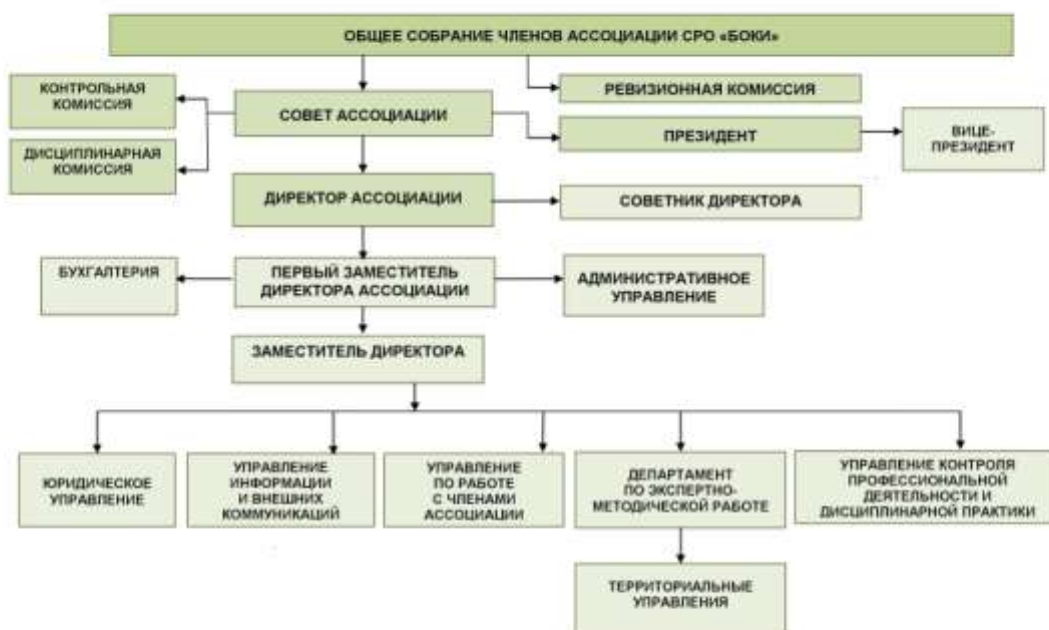 ОБЩЕЕ СОБРАНИЕ ЧЛЕНОВ АССОЦИАЦИИ СРО «БОКИ»
КОНТРОЛЬНАЯ
КОМИССИЯ
СОВЕТ АССОЦИАЦИИ
РЕВИЗИОННАЯ КОМИССИЯ
ПРЕЗИДЕНТ
ВИЦЕ-
ПРЕЗИДЕНТ
ДИСЦИПЛИНАРНАЯ
КОМИССИЯ
ДИРЕКТОР АССОЦИАЦИИ
СОВЕТНИК ДИРЕКТОРА
БУХГАЛТЕРИЯ
ПЕРВЫЙ ЗАМЕСТИТЕЛЬ
ДИРЕКТОРА АССОЦИАЦИИ
АДМИНИСТРАТИВНОЕ
УПРАВЛЕНИЕ
ЗАМЕСТИТЕЛЬ ДИРЕКТОРА
ЮРИДИЧЕСКОЕ
УПРАВЛЕНИЕ
УПРАВЛЕНИЕ
ИНФОРМАЦИИ
И ВНЕШНИХ
КОММУНИКАЦИЙ
УПРАВЛЕНИЕ
ПО РАБОТЕ
С ЧЛЕНАМИ
АССОЦИАЦИИ
ДЕПАРТАМЕНТ
ПО ЭКСПЕРТНО-
МЕТОДИЧЕСКОЙ РАБОТЕ
УПРАВЛЕНИЕ КОНТРОЛЯ
ПРОФЕССИОНАЛЬНОЙ
ДЕЯТЕЛЬНОСТИ И
ДИСЦИПЛИНАРНОЙ ПРАКТИКИ
ТЕРРИТОРИАЛЬНЫЕ
УПРАВЛЕНИЯ